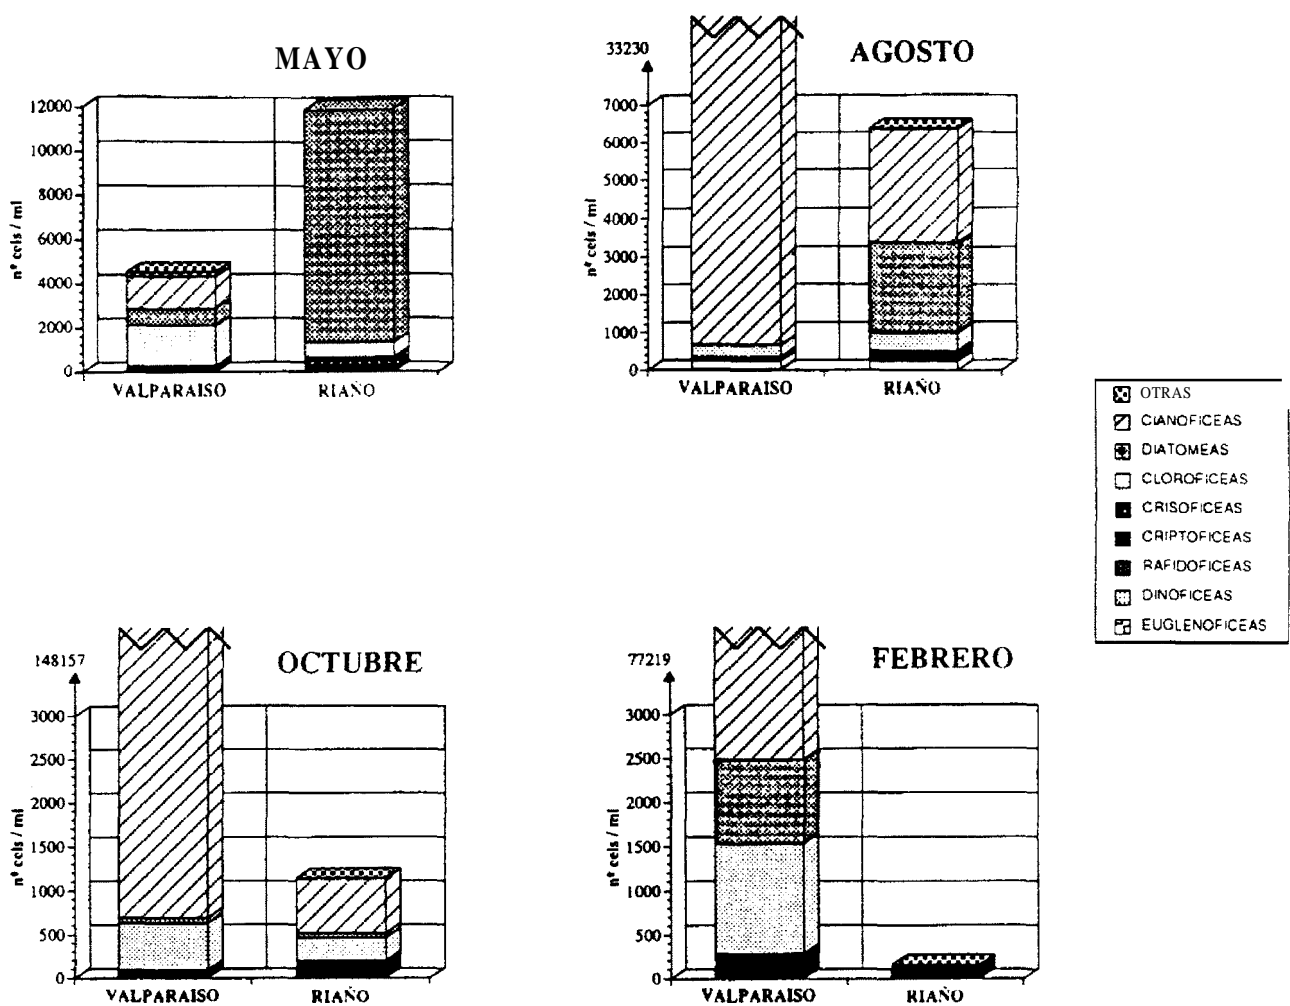 MAYO
12000
10000
8000
6000
4000
2000
0
nº cels / ml
VALPARAISO
RIAÑO
AGOSTO
33230
7000
6000
5000
4000
3000
2000
1000
0
nº cels / ml
VALPARAISO
RIAÑO
OTRAS
CIANOFICEAS
DIATOMEAS
CLOROFICEAS
CRISOFICEAS
CRIPTOFICEAS
RAFIDOFICEAS
DINOFICEAS
EUGLENOFICEAS
OCTUBRE
148157
3000
2500
2000
1500
1000
500
0
nº cels / ml
VALPARAISO
RIAÑO
FEBRERO
77219
3000
2500
2000
1500
1000
500
0
nº cels / ml
VALPARAISO
RIAÑO